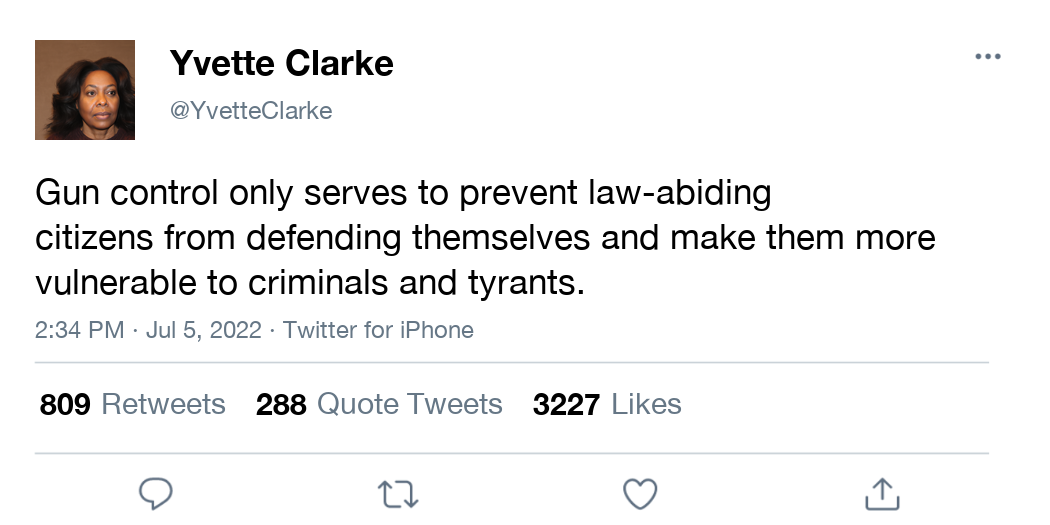 Yvette Clarke
@YvetteClarke
Gun control only serves to prevent law-abiding
citizens from defending themselves and make them more
vulnerable to criminals and tyrants.
2:34 PM · Jul 5, 2022 · Twitter for iPhone
809 Retweets 288 Quote Tweets 3227 Likes